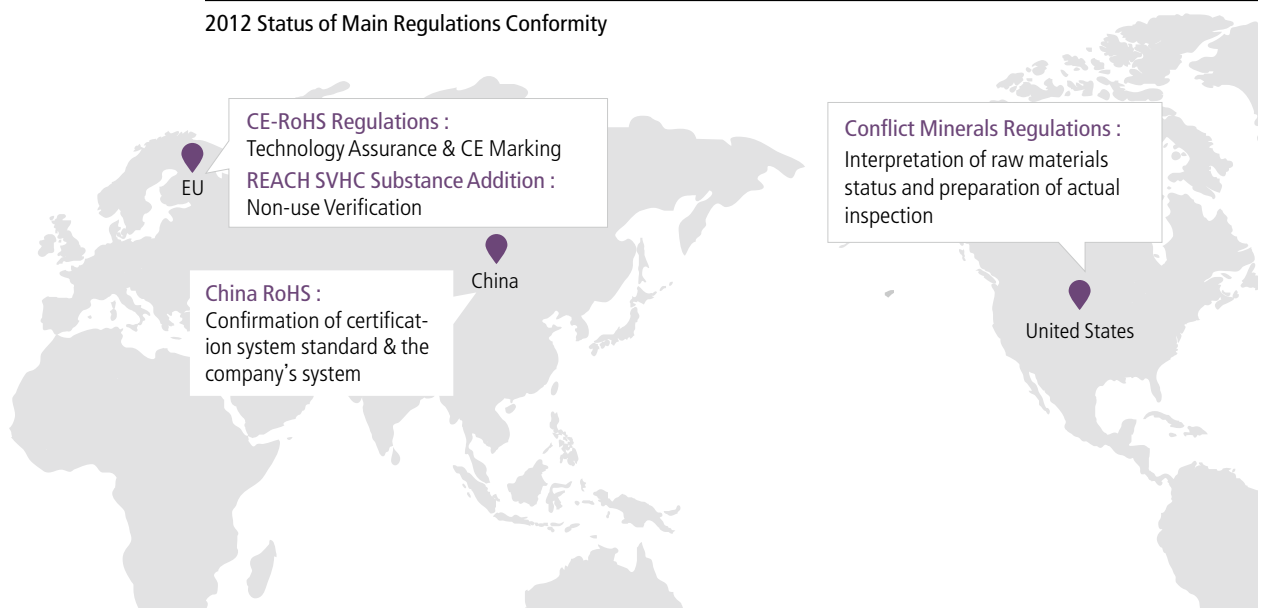 2012 Status of Main Regulations Conformity
CE-RoHS Regulations :
Technology Assurance & CE Marking
REACH SVHC Substance Addition :
Non-use Verification
EU
China
China RoHS :
Confirmation of certificat-
ion system standard & the
company's system
Conflict Minerals Regulations :
Interpretation of raw materials
status and preparation of actual
inspection
United States